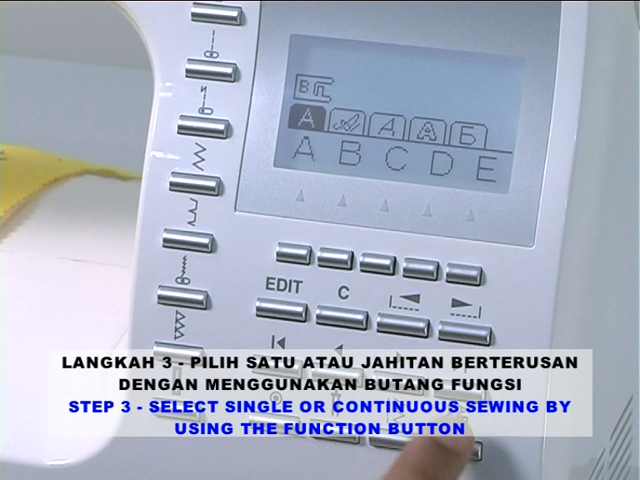 A A A A Б
A B C D E
EDIT C
LANGKAH 3 - PILIH SATU ATAU JAHITAN BERTERUSAN
DENGAN MENGGUNAKAN BUTANG FUNGSI
STEP 3 - SELECT SINGLE OR CONTINUOUS SEWING BY
USING THE FUNCTION BUTTON